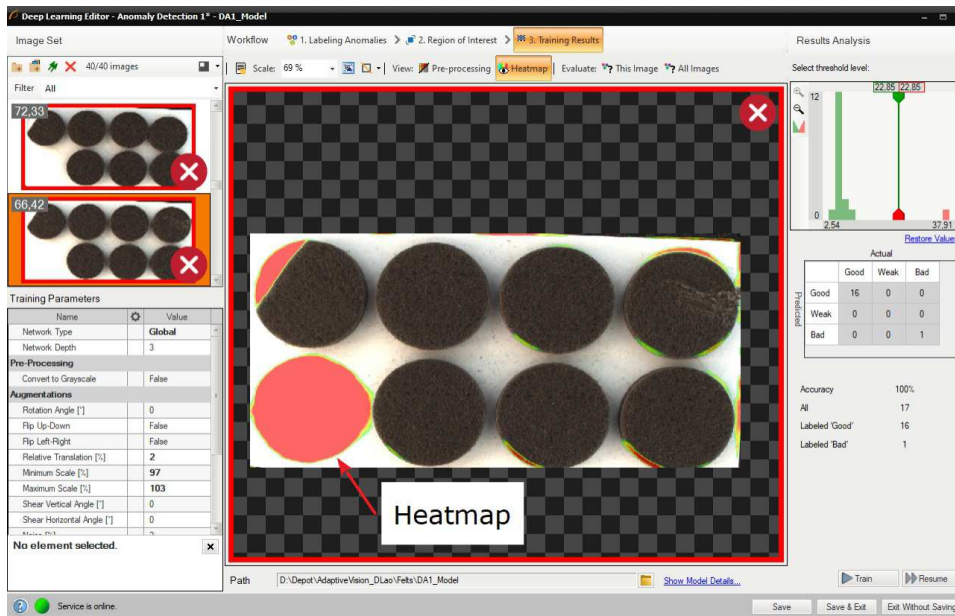 Deep Learning Editor - Anomaly Detection 1* - DA1_Model
Image Set
Workflow
1. Labeling Anomalies
2. Region of Interest
3. Training Results
Results Analysis
40/40 images
Scale: 69 %
View:
Pre-processing
Heatmap
Evaluate:
This Image
All Images
Select threshold level:
Filter All
72,33
66,42
22,85 22,85
12
0
2,54
37,91
Restore Values
Actual
Good Weak Bad
Predicted
Good 16 0 0
Weak 0 0 0
Bad 0 0 1
Accuracy 100%
All 17
Labeled 'Good' 16
Labeled 'Bad' 1
Training Parameters
Name Value
Network Type Global
Network Depth 3
Pre-Processing
Convert to Grayscale False
Augmentations
Rotation Angle [°] 0
Flip Up-Down False
Flip Left-Right False
Relative Translation [%] 2
Minimum Scale [%] 97
Maximum Scale [%] 103
Shear Vertical Angle [°] 0
Shear Horizontal Angle [°] 0
No element selected.
Heatmap
Path D:\Depot\AdaptiveVision_DLao\Felts\DA1_Model
Show Model Details...
Train
Resume
Service is online.
Save
Save & Exit
Exit Without Saving